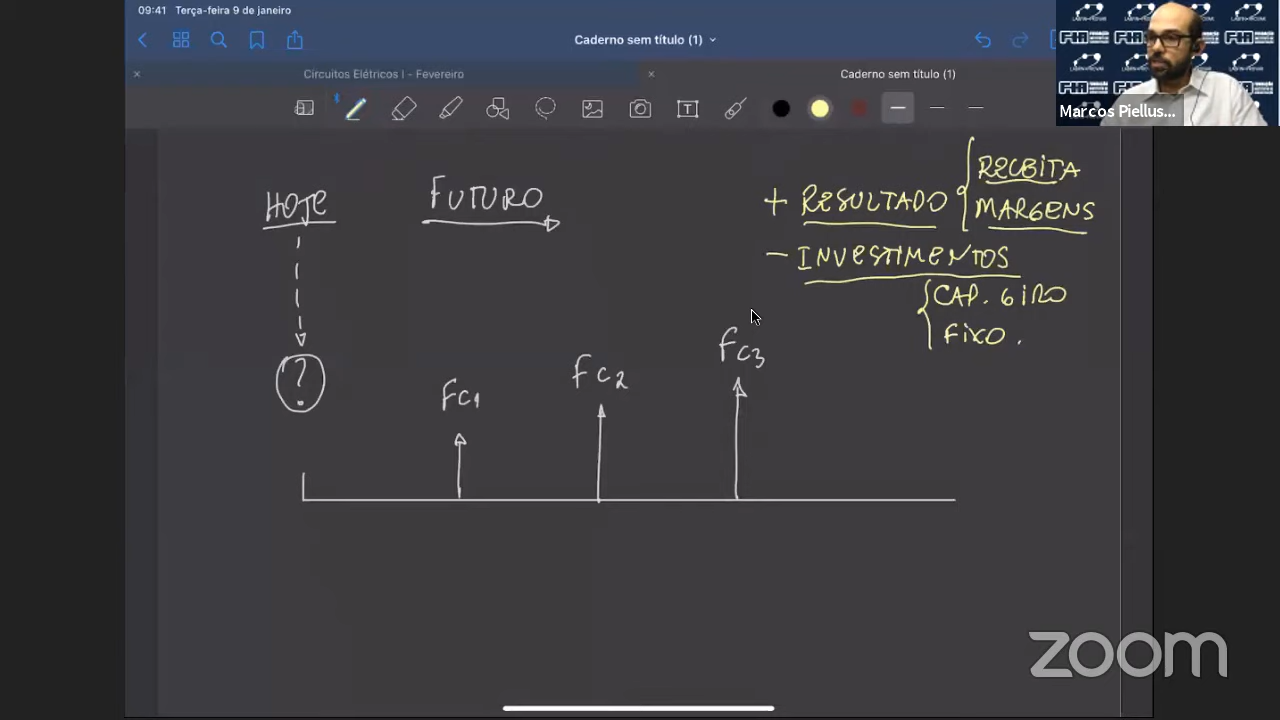 09:41 Terça-feira 9 de janeiro
Caderno sem título (1)
Circuitos Elétricos I - Fevereiro
Caderno sem título (1)
FIA
Marcos Piellus...
HOJE
FUTURO
+ RESULTADO
RECEITA
MARGENS
- INVESTIMENTOS
CAP. GIRO
FIXO.
?
FC1
FC2
FC3
zoom